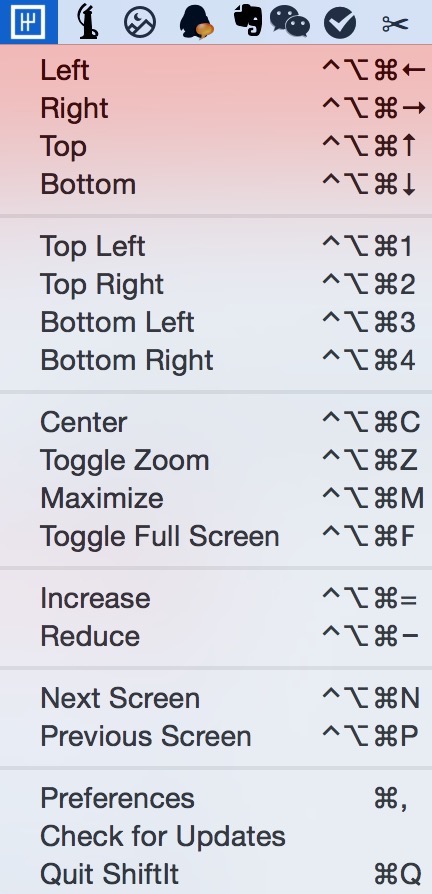 Left ^⌥⌘←
Right ^⌥⌘→
Top ^⌥⌘↑
Bottom ^⌥⌘↓
Top Left ^⌥⌘1
Top Right ^⌥⌘2
Bottom Left ^⌥⌘3
Bottom Right ^⌥⌘4
Center ^⌥⌘C
Toggle Zoom ^⌥⌘Z
Maximize ^⌥⌘M
Toggle Full Screen ^⌥⌘F
Increase ^⌥⌘=
Reduce ^⌥⌘−
Next Screen ^⌥⌘N
Previous Screen ^⌥⌘P
Preferences ⌘,
Check for Updates
Quit ShiftIt ⌘Q